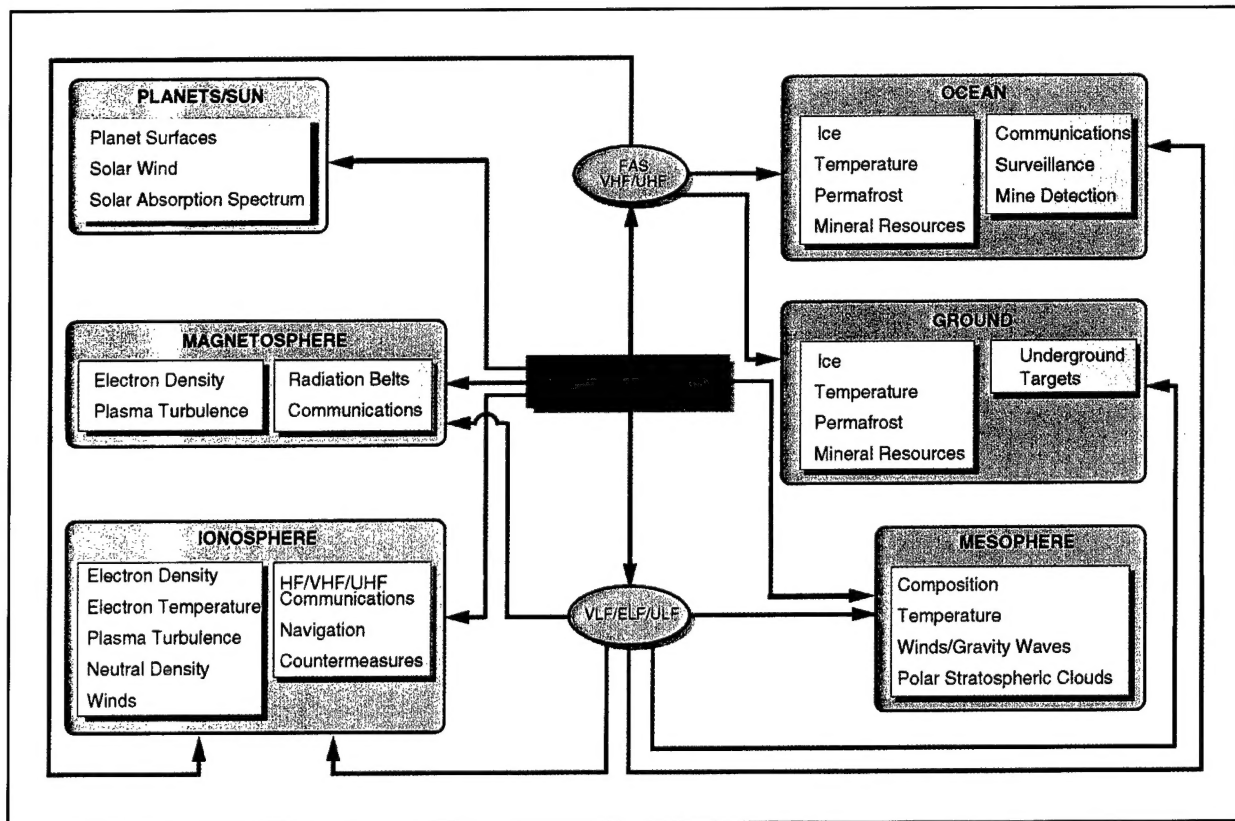 PLANETS/SUN
Planet Surfaces
Solar Wind
Solar Absorption Spectrum
FAS
VHF/UHF
OCEAN
Ice
Temperature
Permafrost
Mineral Resources
Communications
Surveillance
Mine Detection
MAGNETOSPHERE
Electron Density
Plasma Turbulence
Radiation Belts
Communications
GROUND
Ice
Temperature
Permafrost
Mineral Resources
Underground
Targets
IONOSPHERE
Electron Density
Electron Temperature
Plasma Turbulence
Neutral Density
Winds
HF/VHF/UHF
Communications
Navigation
Countermeasures
VLF/ELF/ULF
MESOPHERE
Composition
Temperature
Winds/Gravity Waves
Polar Stratospheric Clouds